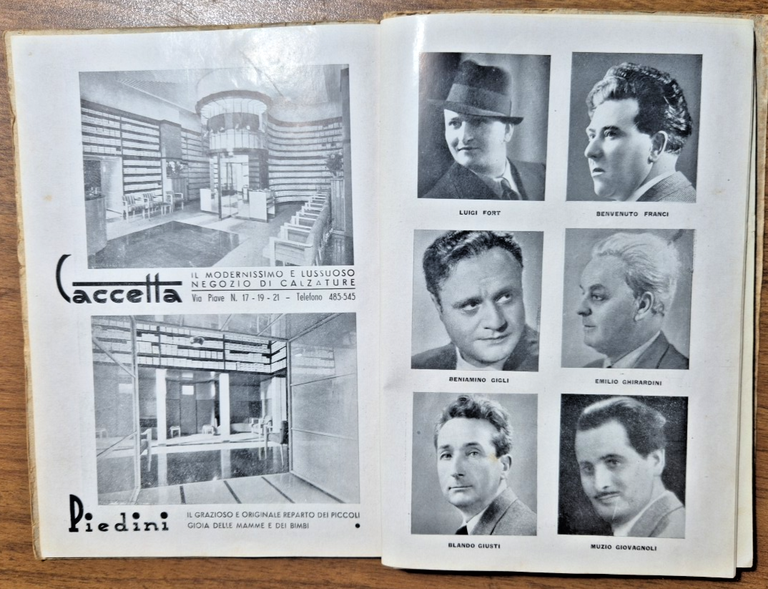 Caccetta
IL MODERNISSIMO E LUSSUOSO
NEGOZIO DI CALZATURE
Via Piave N. 17 - 19 - 21 - Telefono 485-545
Piedini
IL GRAZIOSO E ORIGINALE REPARTO DEI PICCOLI
GIOIA DELLE MAMME E DEI BIMBI
LUIGI FORT
BENVENUTO FRANCI
BENIAMINO GIGLI
EMILIO GHIRARDINI
BLANDO GIUSTI
MUZIO GIOVAGNOLI